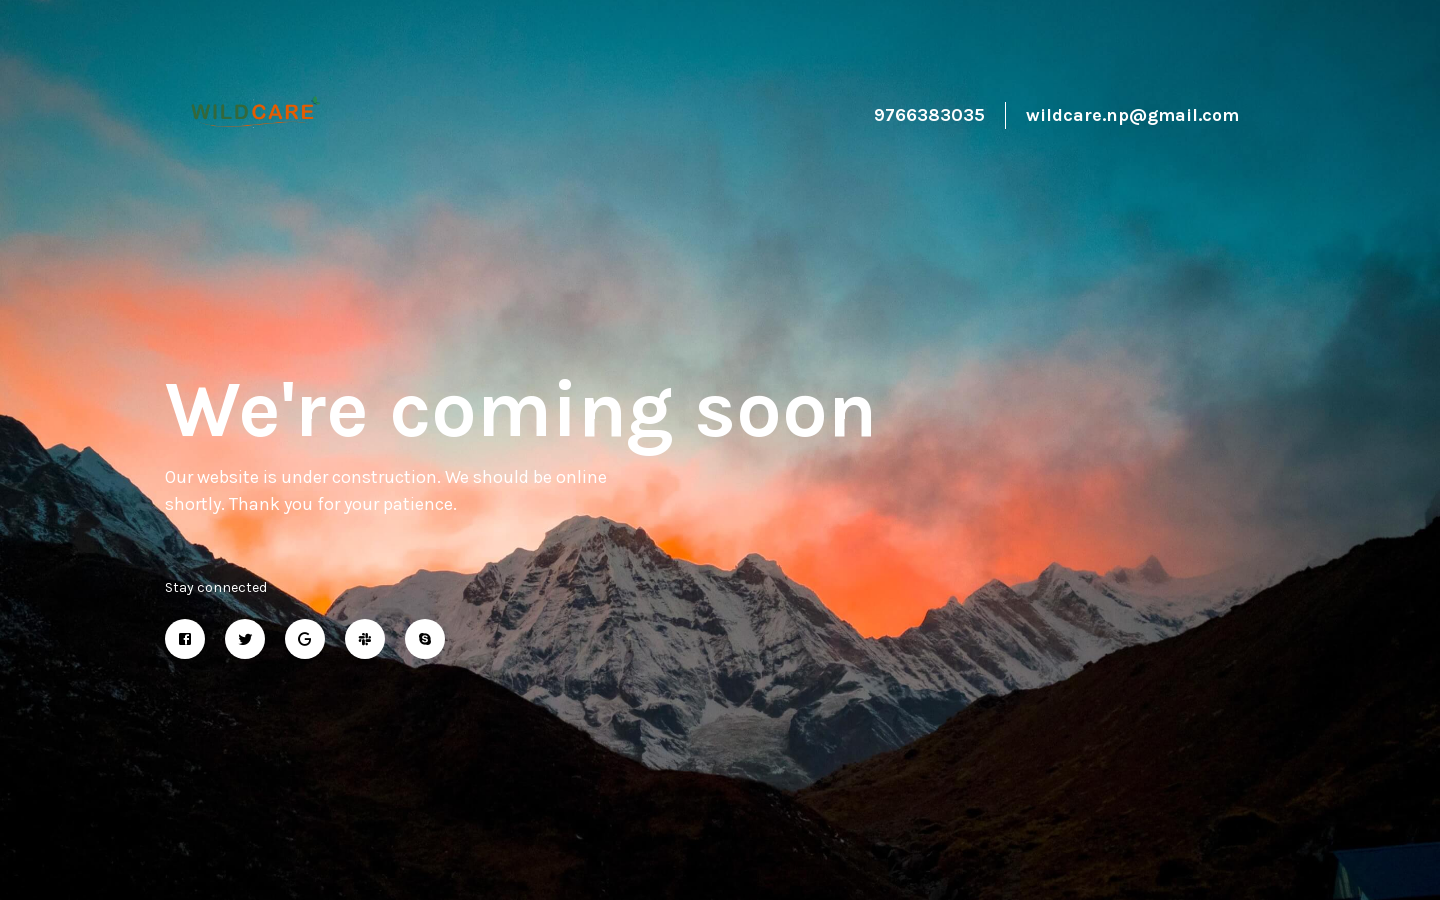 WILDCARE
9766383035
wildcare.np@gmail.com
We're coming soon
Our website is under construction. We should be online
shortly. Thank you for your patience.
Stay connected